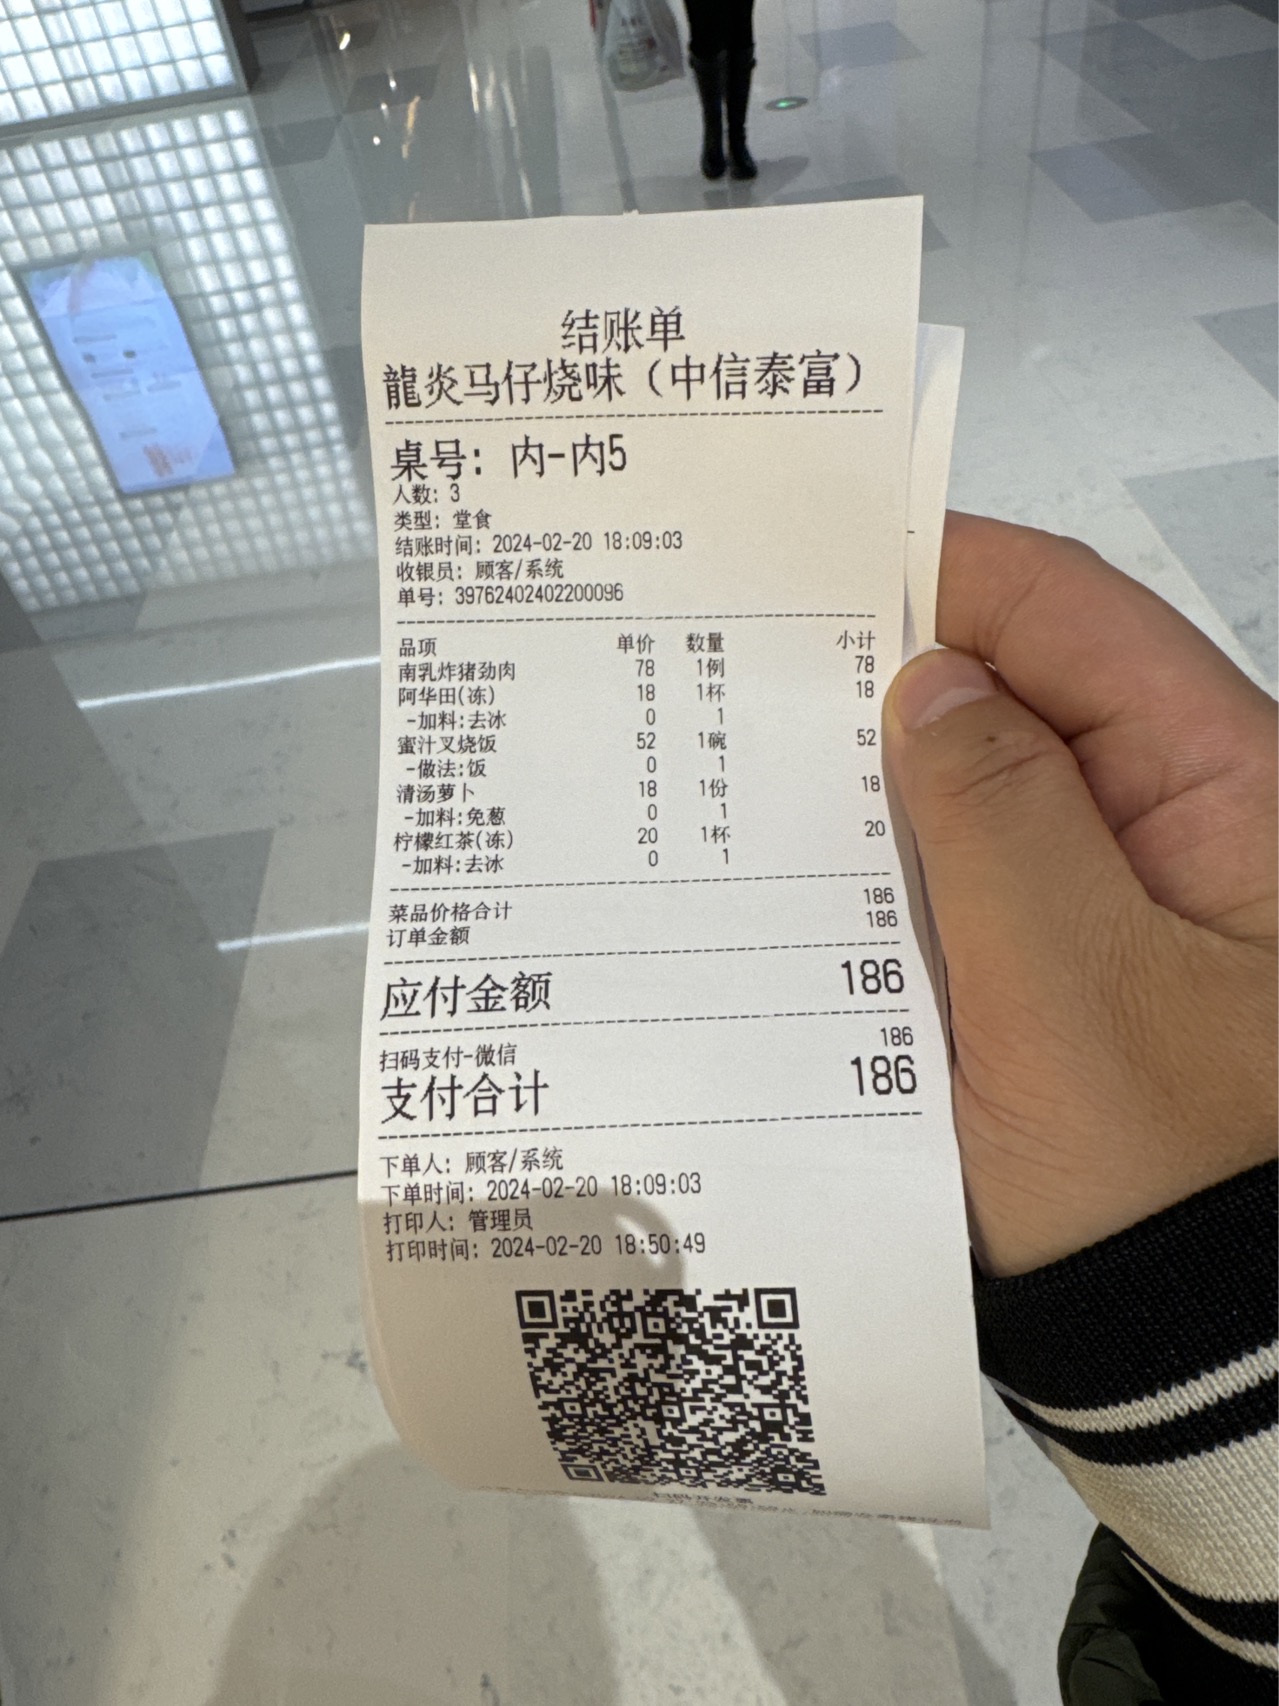 结账单
龍炎马仔烧味（中信泰富）
桌号：内-内5
人数：3
类型：堂食
结账时间：2024-02-20 18:09:03
收银员：顾客/系统
单号：39762402402200096
品项 单价 数量 小计
南乳炸猪劲肉 78 1例 78
阿华田(冻) 18 1杯 18
-加料:去冰 0 1
蜜汁叉烧饭 52 1碗 52
-做法:饭 0 1
清汤萝卜 18 1份 18
-加料:免葱 0 1
柠檬红茶(冻) 20 1杯 20
-加料:去冰 0 1
菜品价格合计 186
订单金额 186
应付金额 186
扫码支付-微信 186
支付合计 186
下单人：顾客/系统
下单时间：2024-02-20 18:09:03
打印人：管理员
打印时间：2024-02-20 18:50:49
扫码开发票